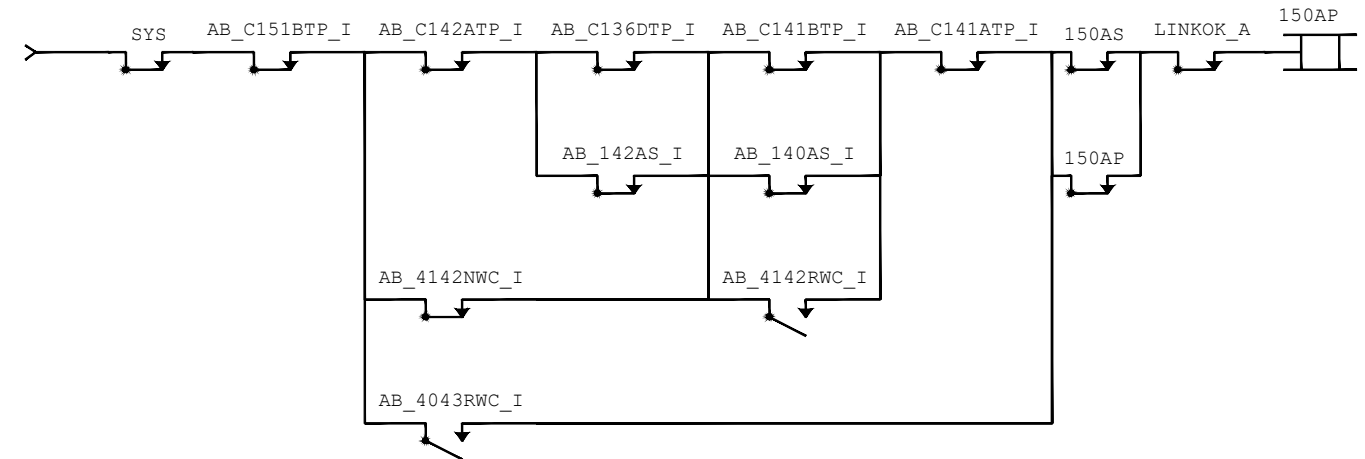 SYS AB_C151BTP_I AB_C142ATP_I AB_C136DTP_I AB_C141BTP_I AB_C141ATP_I 150AS LINKOK_A 150AP
AB_142AS_I AB_140AS_I 150AP
AB_4142NWC_I AB_4142RWC_I
AB_4043RWC_I